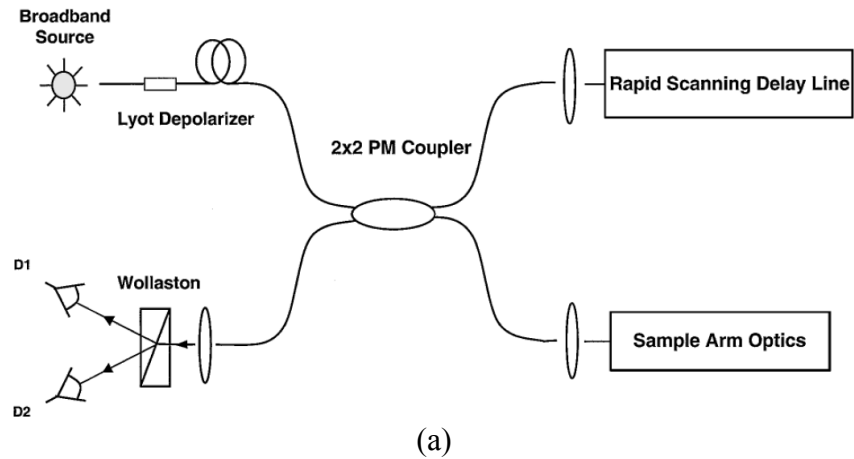 Broadband
Source
Lyot Depolarizer
2x2 PM Coupler
Rapid Scanning Delay Line
D1
Wollaston
Sample Arm Optics
D2
(a)